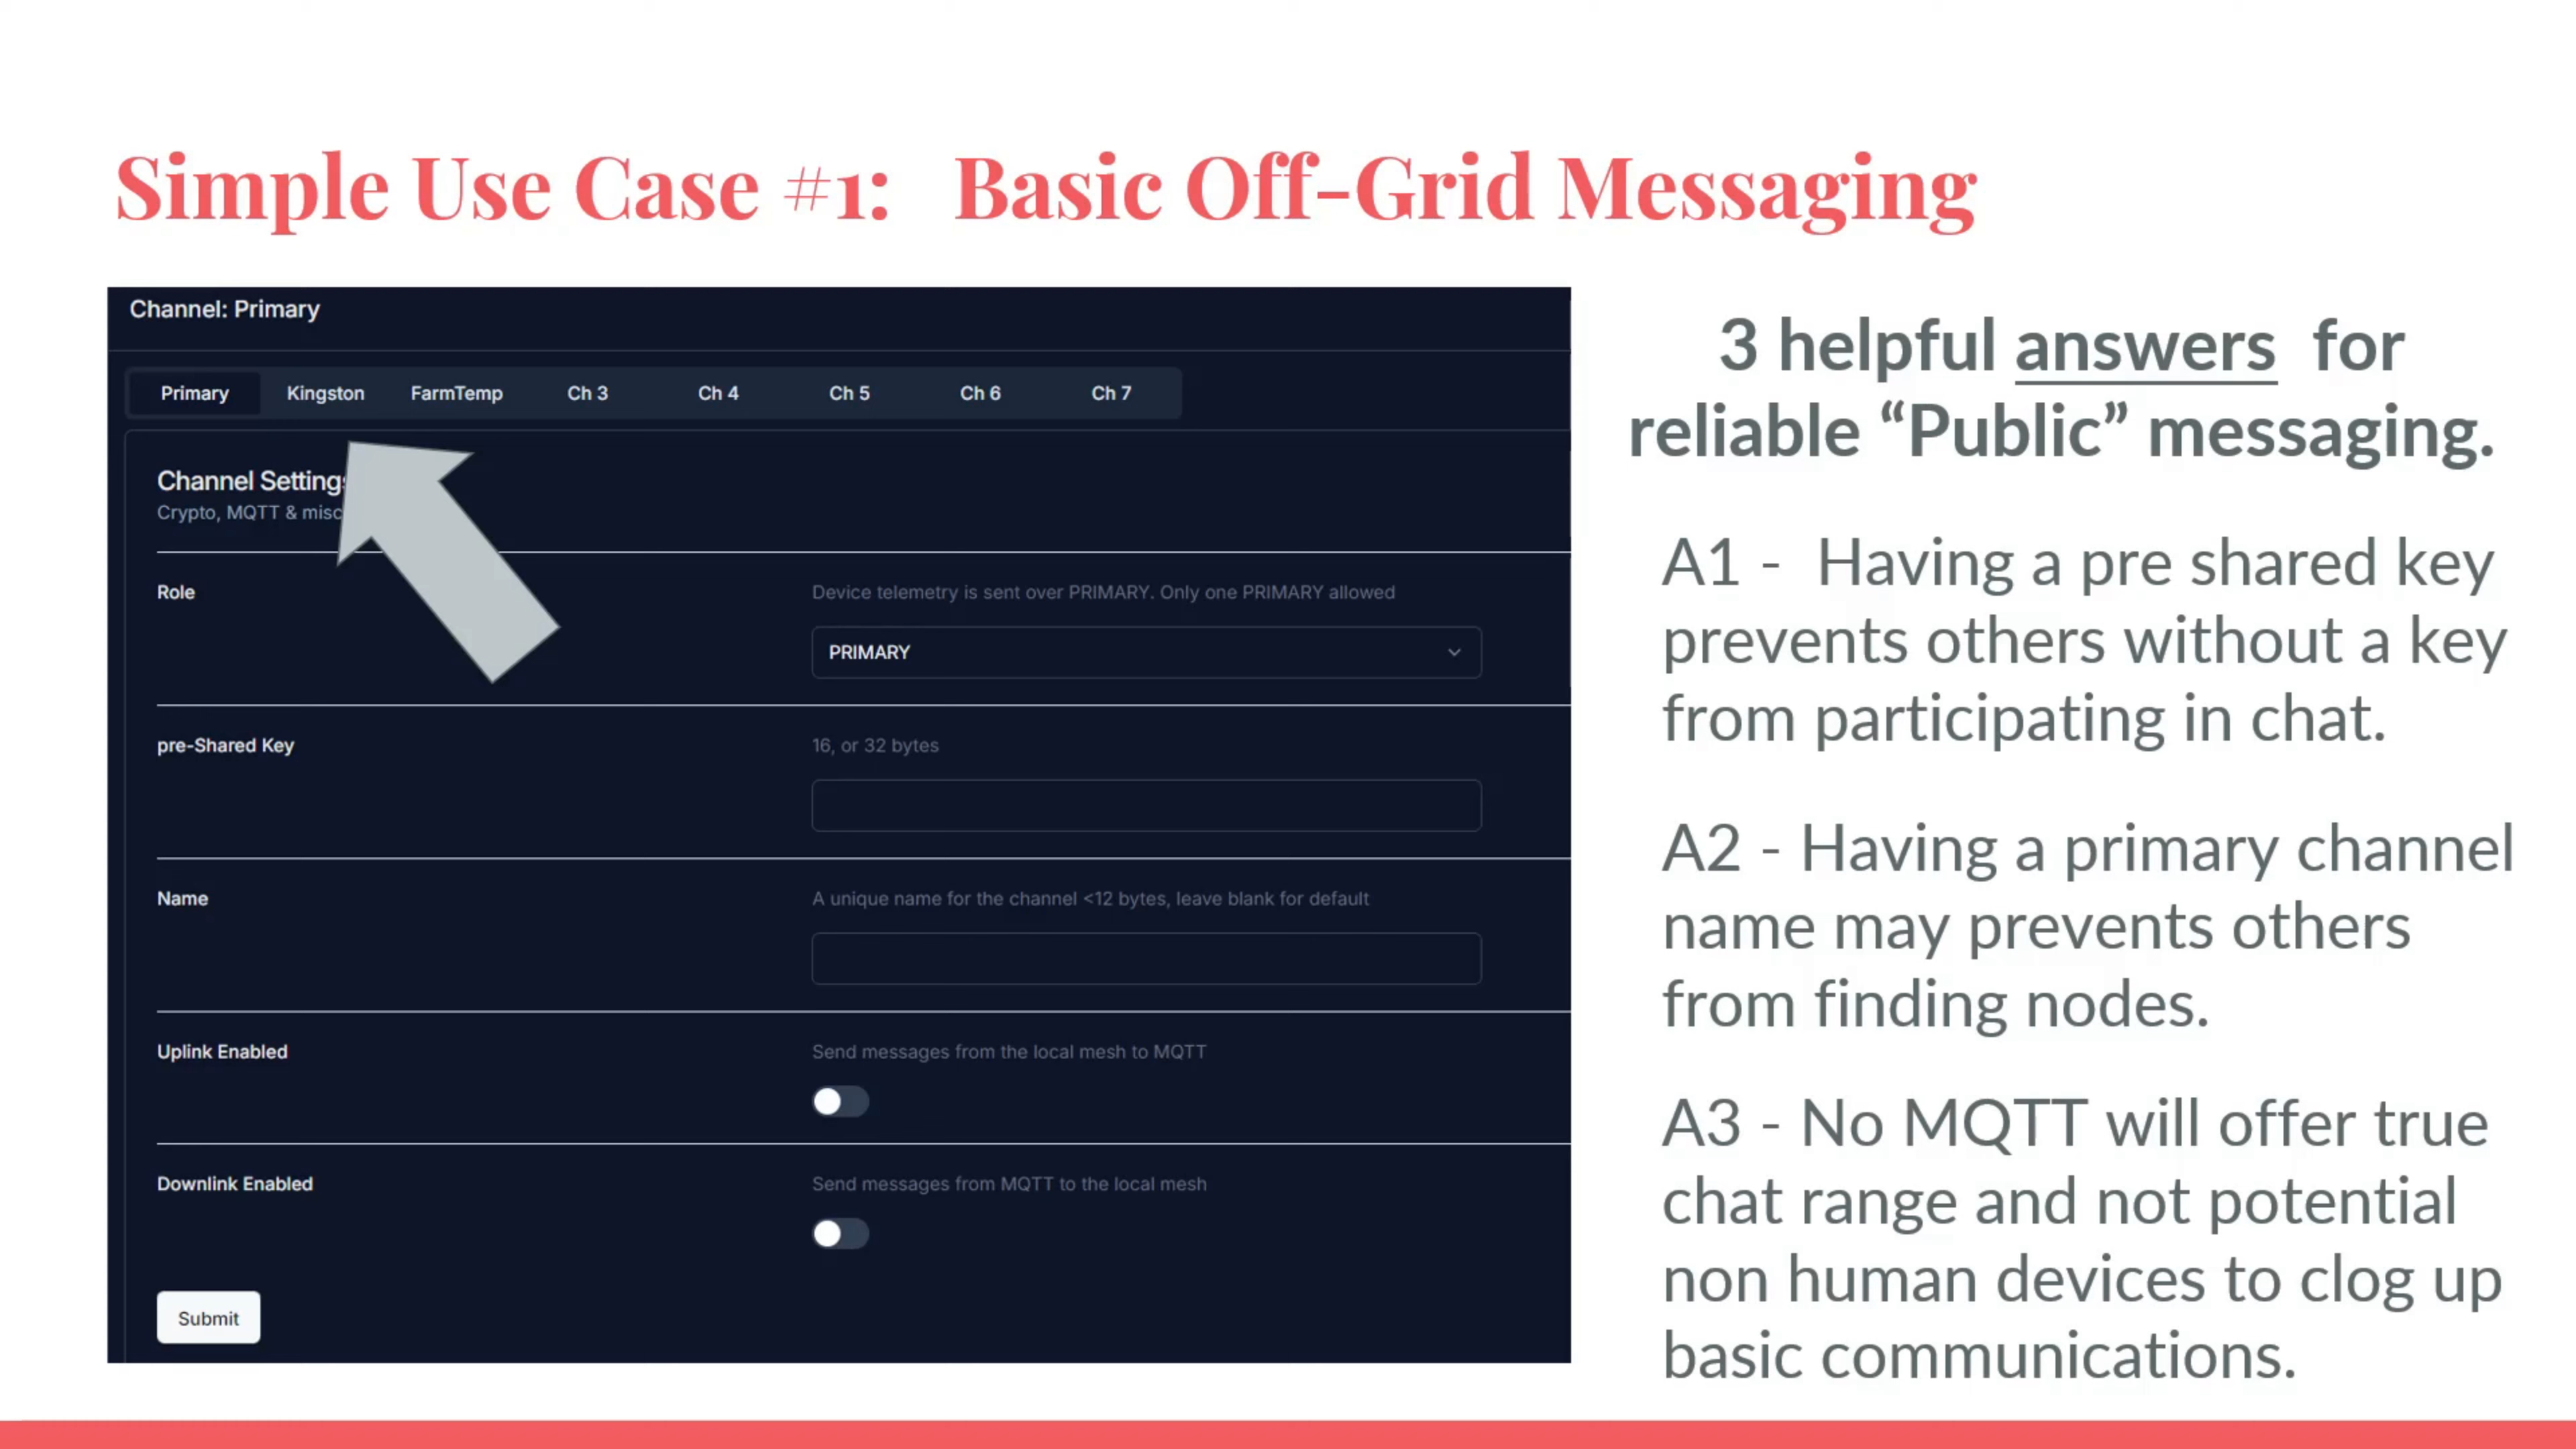 Simple Use Case #1: Basic Off-Grid Messaging
Channel: Primary
Primary Kingston FarmTemp Ch 3 Ch 4 Ch 5 Ch 6 Ch 7
Channel Setting
Crypto, MQTT & misc
Role
Device telemetry is sent over PRIMARY. Only one PRIMARY allowed
PRIMARY
pre-Shared Key
16, or 32 bytes
Name
A unique name for the channel <12 bytes, leave blank for default
Uplink Enabled
Send messages from the local mesh to MQTT
Downlink Enabled
Send messages from MQTT to the local mesh
Submit
3 helpful answers for
reliable “Public” messaging.
A1 - Having a pre shared key
prevents others without a key
from participating in chat.
A2 - Having a primary channel
name may prevents others
from finding nodes.
A3 - No MQTT will offer true
chat range and not potential
non human devices to clog up
basic communications.